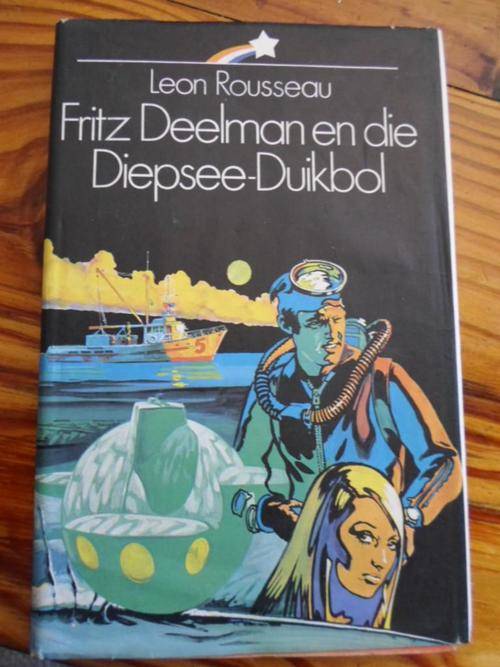 Leon Rousseau
Fritz Deelman en die
Diepsee-Duikbol
5